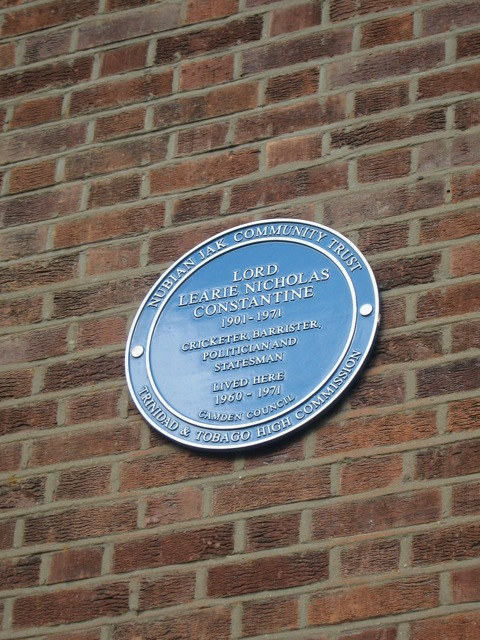 NUBIAN JAK COMMUNITY TRUST
LORD
LEARIE NICHOLAS
CONSTANTINE
1901-1971
CRICKETER, BARRISTER,
POLITICIAN AND
STATESMAN
LIVED HERE
1960 - 1971
CAMDEN COUNCIL
TRINIDAD & TOBAGO HIGH COMMISSION